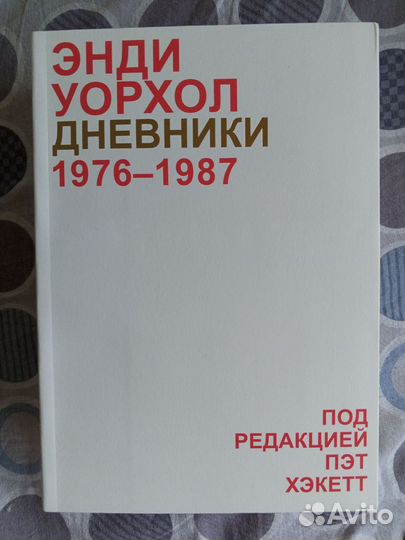 ЭНДИ
УОРХОЛ
ДНЕВНИКИ
1976–1987
ПОД
РЕДАКЦИЕЙ
ПЭТ
ХЭКЕТТ
Avito